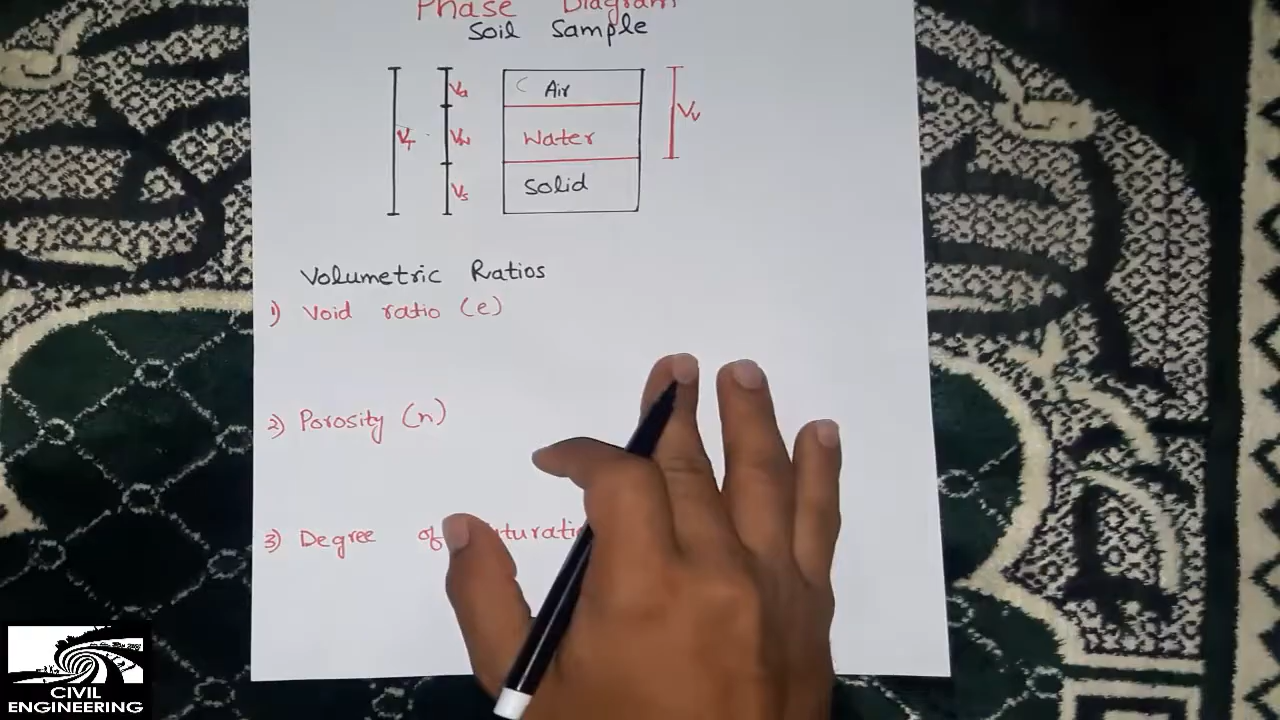 Phase Diagram
Soil Sample
Va Air
VT Vw Water Vv
Vs Solid
Volumetric Ratios
1) Void ratio (e)
2) Porosity (n)
3) Degree of
CIVIL
ENGINEERING